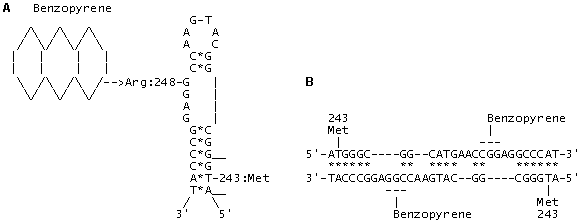 A Benzopyrene
G-T
A A
A C
C*G
C*G
-->Arg:248-G
G
A
G
G*C
C*G
C*G
C*G
A*T-243:Met
T*A
3' 5'
B
243
Met
Benzopyrene
5'-ATGGGC----GG--CATGAACCGGAGGCCCAT-3'
****** ** **** ** ******
3'-TACCCGGAGGCCAAGTAC--GG----CGGGTA-5'
Benzopyrene
Met
243